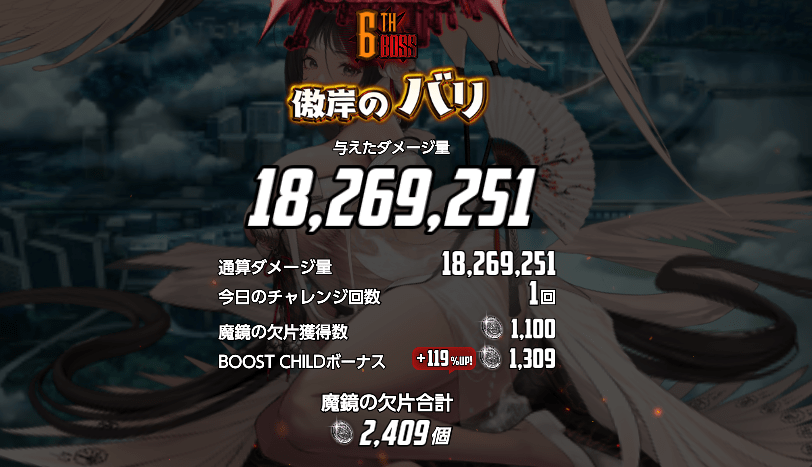 6TH
BOSS
傲岸のバリ
与えたダメージ量
18,269,251
通算ダメージ量 18,269,251
今日のチャレンジ回数 1回
魔鏡の欠片獲得数 1,100
BOOST CHILDボーナス +119%UP! 1,309
魔鏡の欠片合計
2,409個